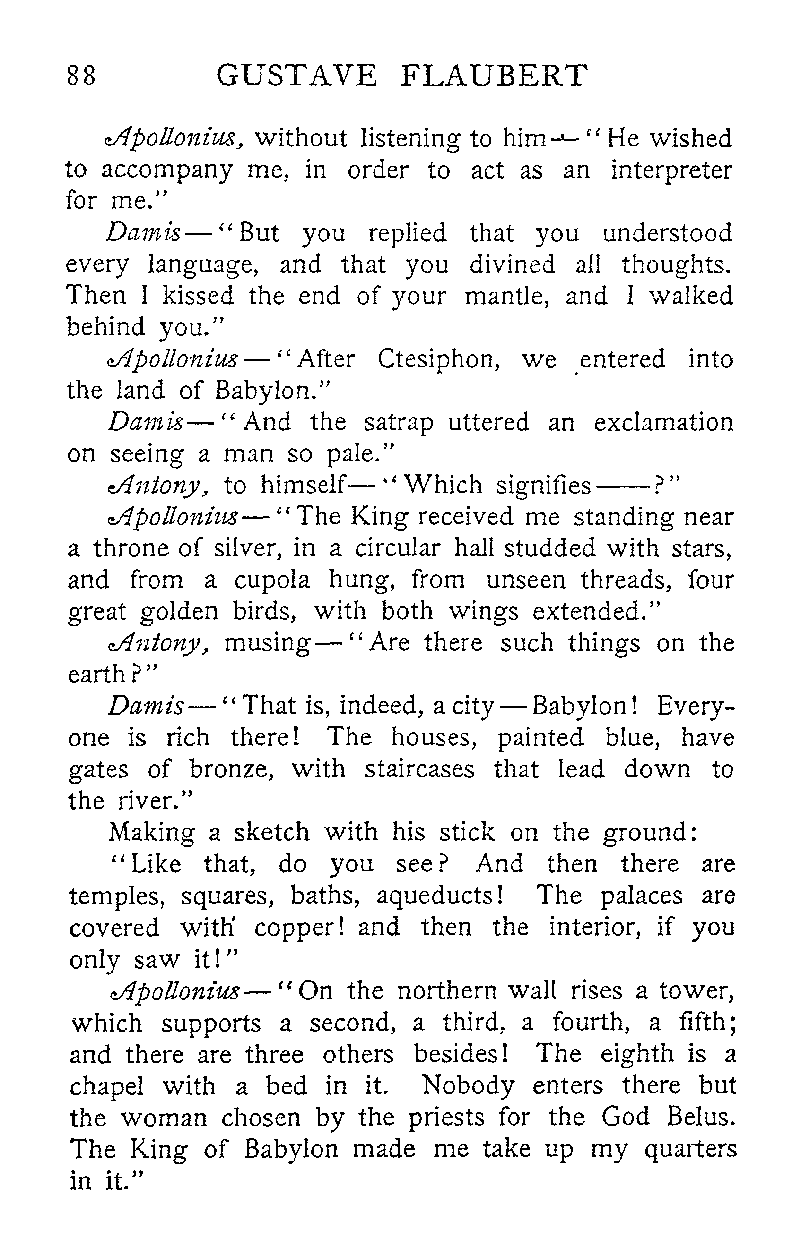 88 GUSTAVE FLAUBERT
Apollonius, without listening to him—"He wished
to accompany me, in order to act as an interpreter
for me."
Damis—"But you replied that you understood
every language, and that you divined all thoughts.
Then I kissed the end of your mantle, and I walked
behind you."
Apollonius—"After Ctesiphon, we entered into
the land of Babylon."
Damis—"And the satrap uttered an exclamation
on seeing a man so pale."
Antony, to himself—"Which signifies——?"
Apollonius—"The King received me standing near
a throne of silver, in a circular hall studded with stars,
and from a cupola hung, from unseen threads, four
great golden birds, with both wings extended."
Antony, musing—"Are there such things on the
earth?"
Damis—"That is, indeed, a city—Babylon! Every-
one is rich there! The houses, painted blue, have
gates of bronze, with staircases that lead down to
the river."
Making a sketch with his stick on the ground:
"Like that, do you see? And then there are
temples, squares, baths, aqueducts! The palaces are
covered with copper! and then the interior, if you
only saw it!"
Apollonius—"On the northern wall rises a tower,
which supports a second, a third, a fourth, a fifth;
and there are three others besides! The eighth is a
chapel with a bed in it. Nobody enters there but
the woman chosen by the priests for the God Belus.
The King of Babylon made me take up my quarters
in it."